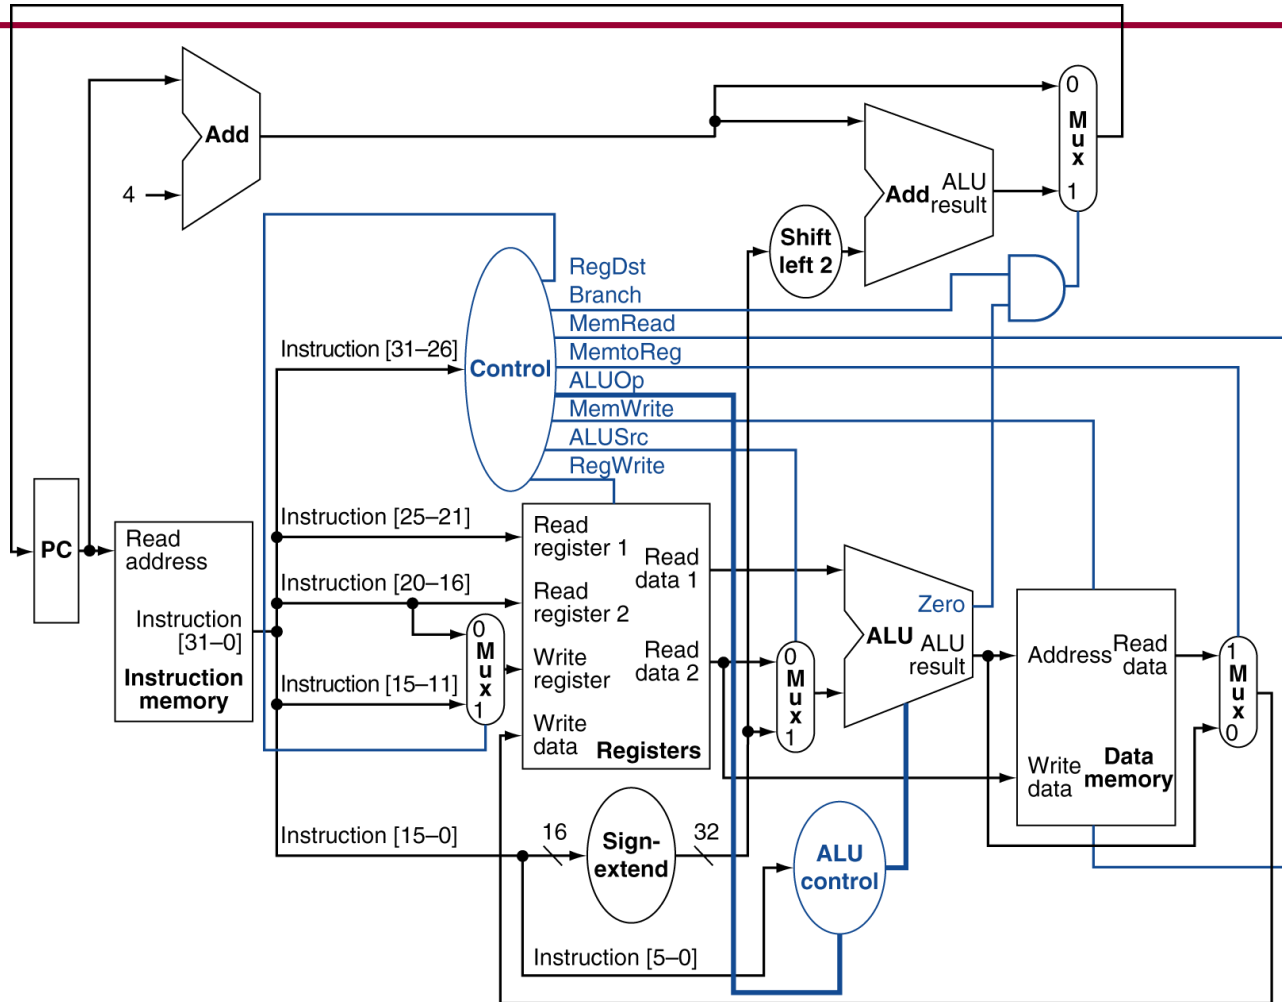 0
M
u
x
1
Add
4
Add
ALU
result
Shift
left 2
RegDst
Branch
MemRead
MemtoReg
ALUOp
MemWrite
ALUSrc
RegWrite
Control
Instruction [31–26]
PC
Read
address
Instruction
[31–0]
Instruction
memory
Instruction [25–21]
Instruction [20–16]
Instruction [15–11]
0
M
u
x
1
Read
register 1
Read
register 2
Write
register
Write
data
Read
data 1
Read
data 2
Registers
0
M
u
x
1
Zero
ALU
ALU
result
Address
Read
data
Write
data
Data
memory
1
M
u
x
0
Instruction [15–0]
16
Sign-
extend
32
ALU
control
Instruction [5–0]